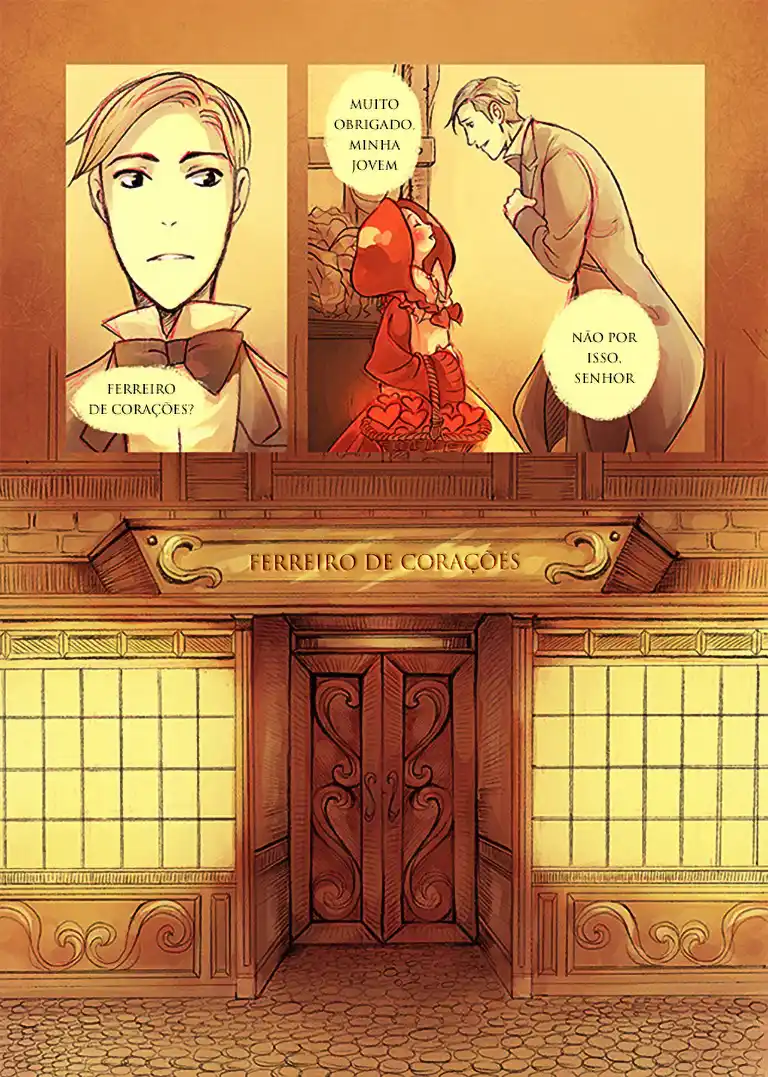 FERREIRO
DE CORAÇÕES?
MUITO
OBRIGADO,
MINHA
JOVEM
NÃO POR
ISSO,
SENHOR
FERREIRO DE CORAÇÕES